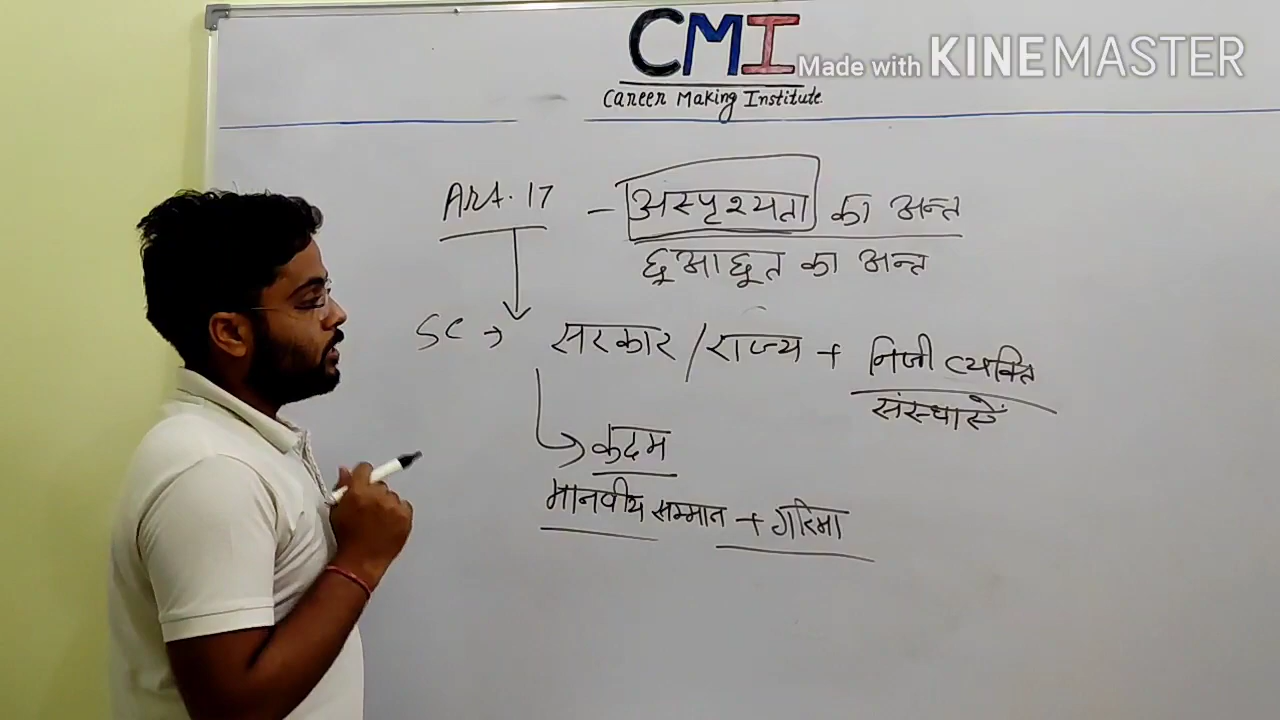 CMI
Made with KINEMASTER
Career Making Institute
Art. 17 - अस्पृश्यता का अन्त
छूआछूत का अन्त
SC → सरकार / राज्य + निजी व्यक्ति
संस्थाऐं
कदम
मानवीय सम्मान + गरिमा